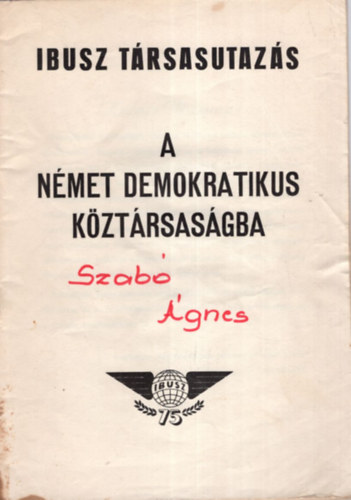 IBUSZ TÁRSASUTAZÁS
A
NÉMET DEMOKRATIKUS
KÖZTÁRSASÁGBA
Szabó
Ágnes
IBUSZ
75